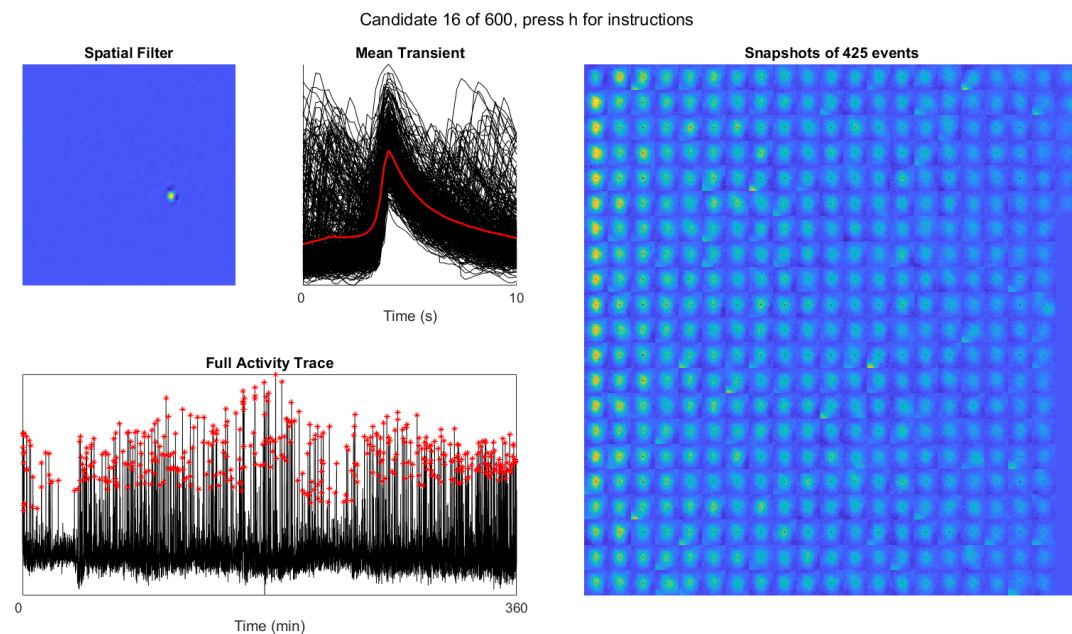 Candidate 16 of 600, press h for instructions
Spatial Filter
Mean Transient
Snapshots of 425 events
0
10
Time (s)
Full Activity Trace
0
360
Time (min)